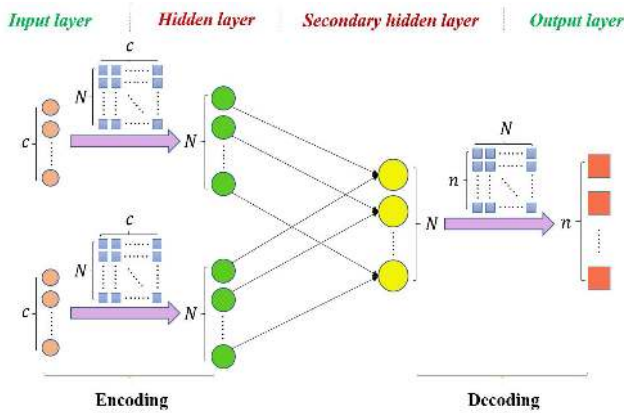 Input layer
Hidden layer
Secondary hidden layer
Output layer
c
N
c
N
N
n
N
n
c
N
c
N
Encoding
Decoding